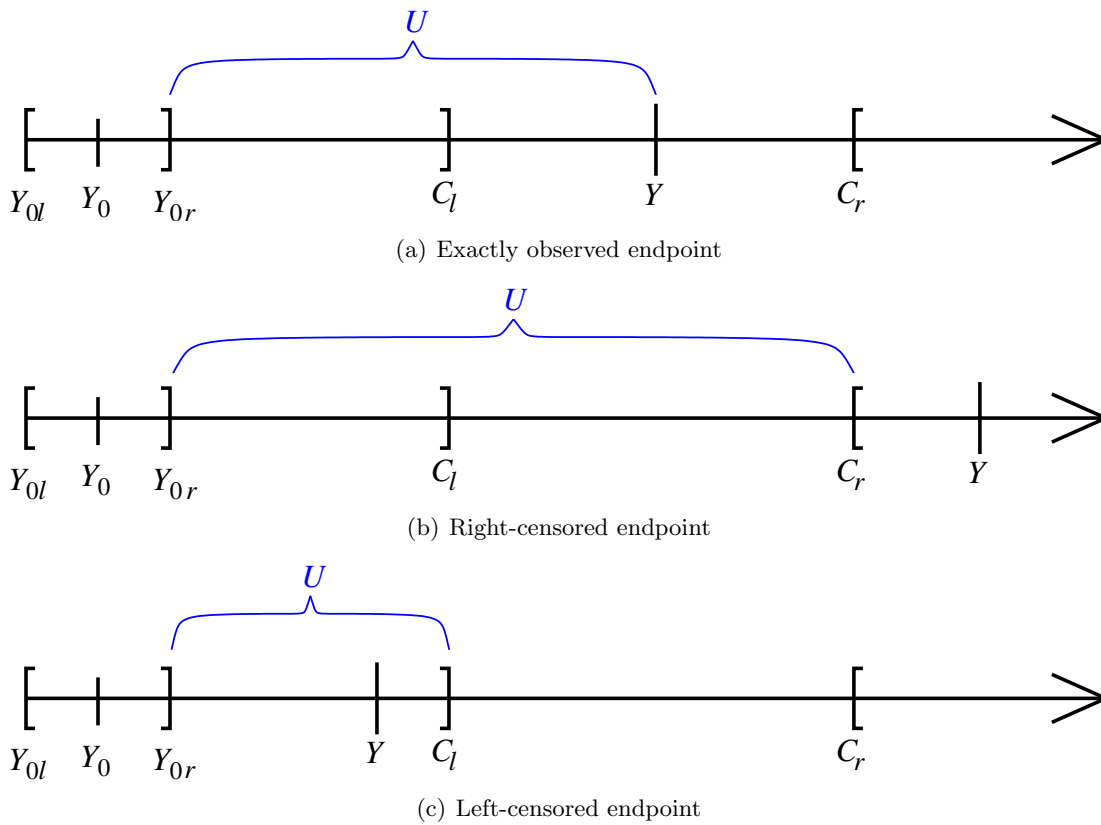 U
Y0l Y0 Y0r Cl Y Cr
(a) Exactly observed endpoint
U
Y0l Y0 Y0r Cl Cr Y
(b) Right-censored endpoint
U
Y0l Y0 Y0r Y Cl Cr
(c) Left-censored endpoint